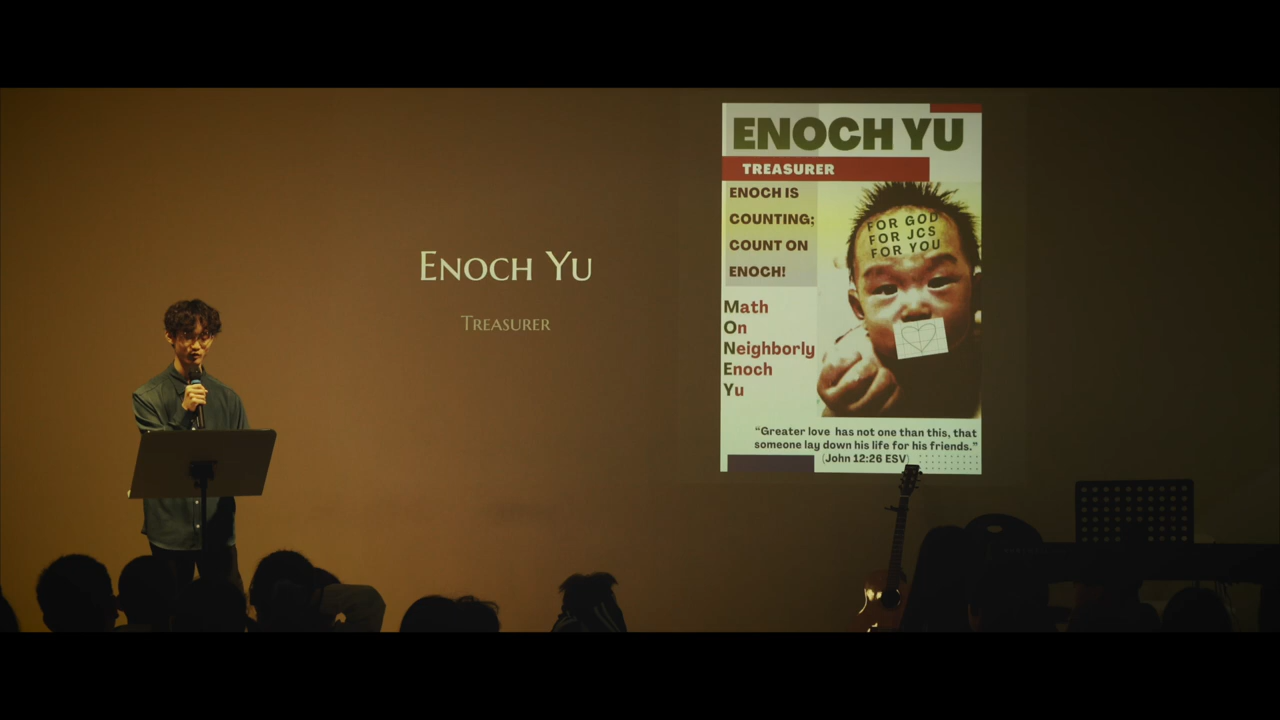 Enoch Yu
Treasurer
ENOCH YU
TREASURER
ENOCH IS
COUNTING;
COUNT ON
ENOCH!
Math
On
Neighborly
Enoch
Yu
FOR GOD
FOR JCS
FOR YOU
“Greater love has not one than this, that
someone lay down his life for his friends.”
(John 12:26 ESV)